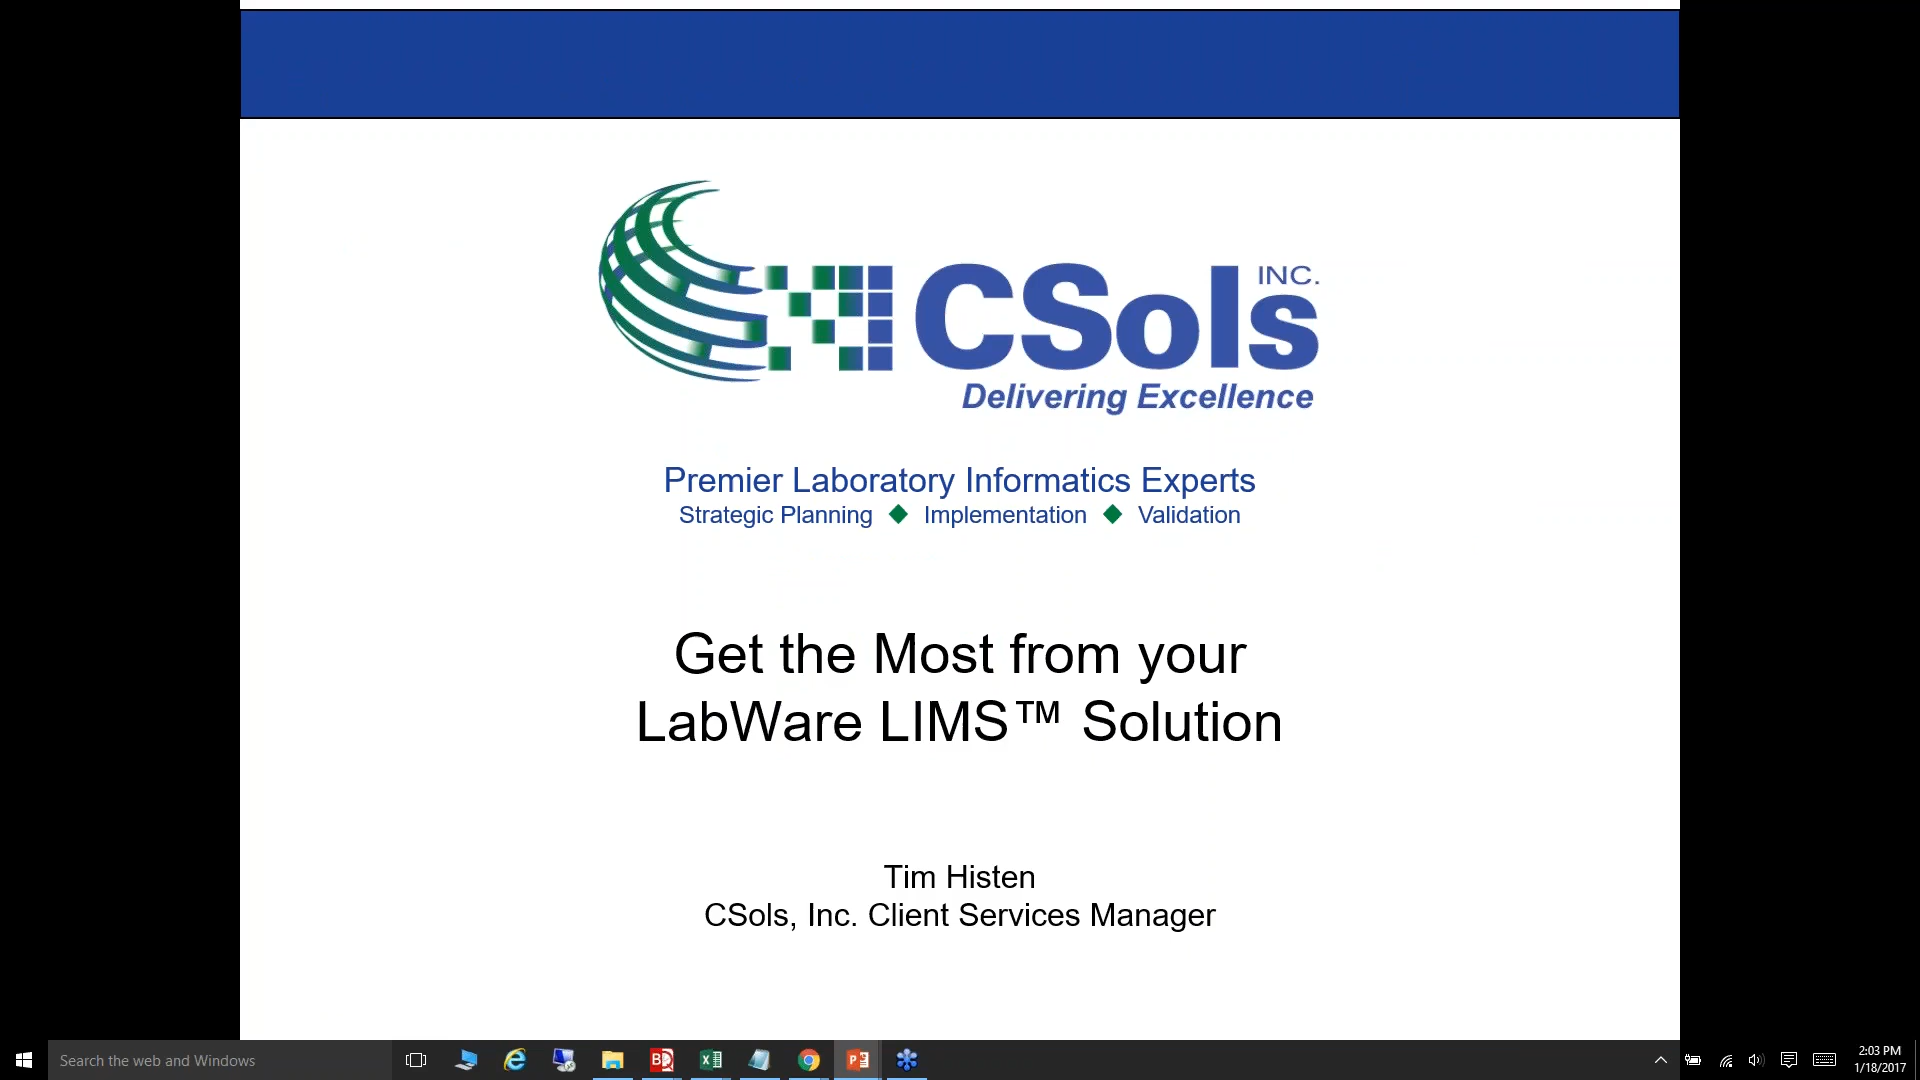 CSols INC.
Delivering Excellence
Premier Laboratory Informatics Experts
Strategic Planning ◆ Implementation ◆ Validation
Get the Most from your
LabWare LIMS™ Solution
Tim Histen
CSols, Inc. Client Services Manager
Search the web and Windows
2:03 PM
1/18/2017